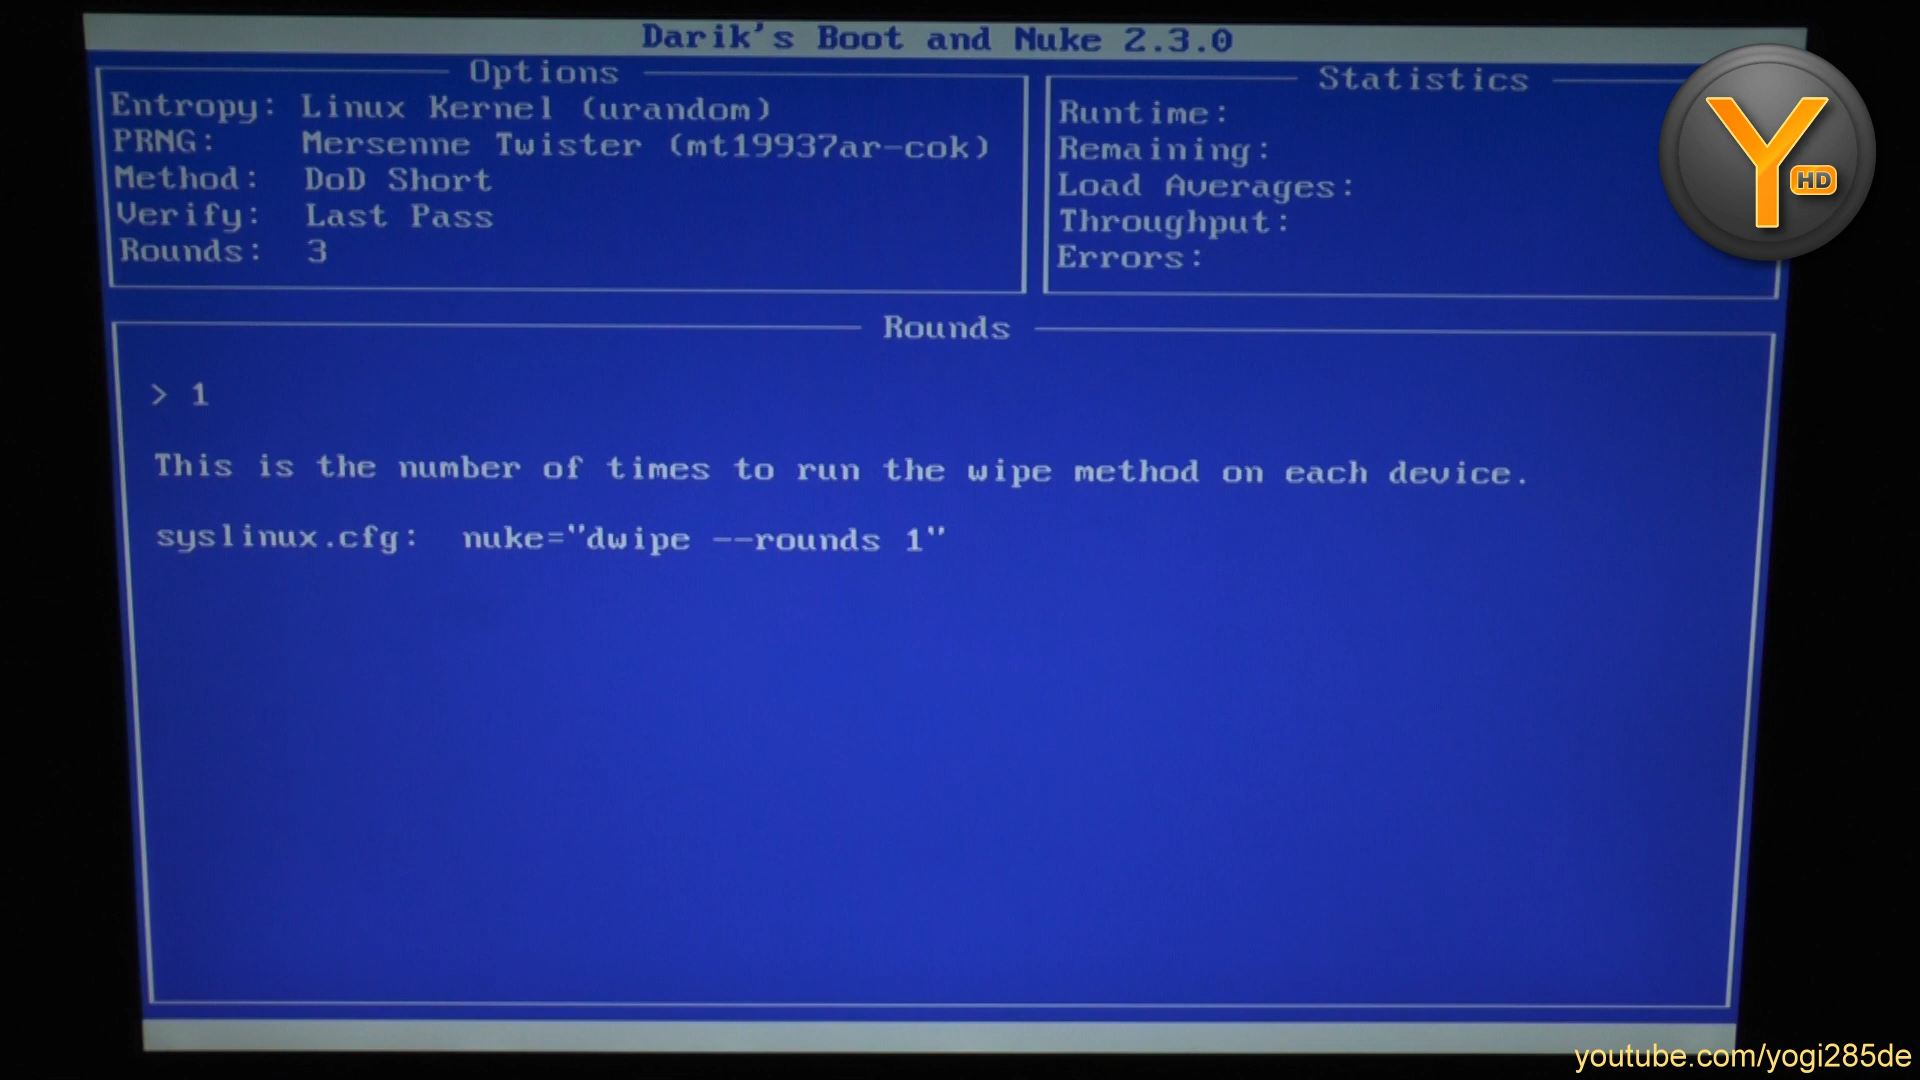 Darik's Boot and Nuke 2.3.0
Options
Entropy: Linux Kernel (urandom)
PRNG: Mersenne Twister (mt19937ar-cok)
Method: DoD Short
Verify: Last Pass
Rounds: 3
Statistics
Runtime:
Remaining:
Load Averages:
Throughput:
Errors:
Y HD
Rounds
> 1
This is the number of times to run the wipe method on each device.
syslinux.cfg: nuke="dwipe --rounds 1"
youtube.com/yogi285de